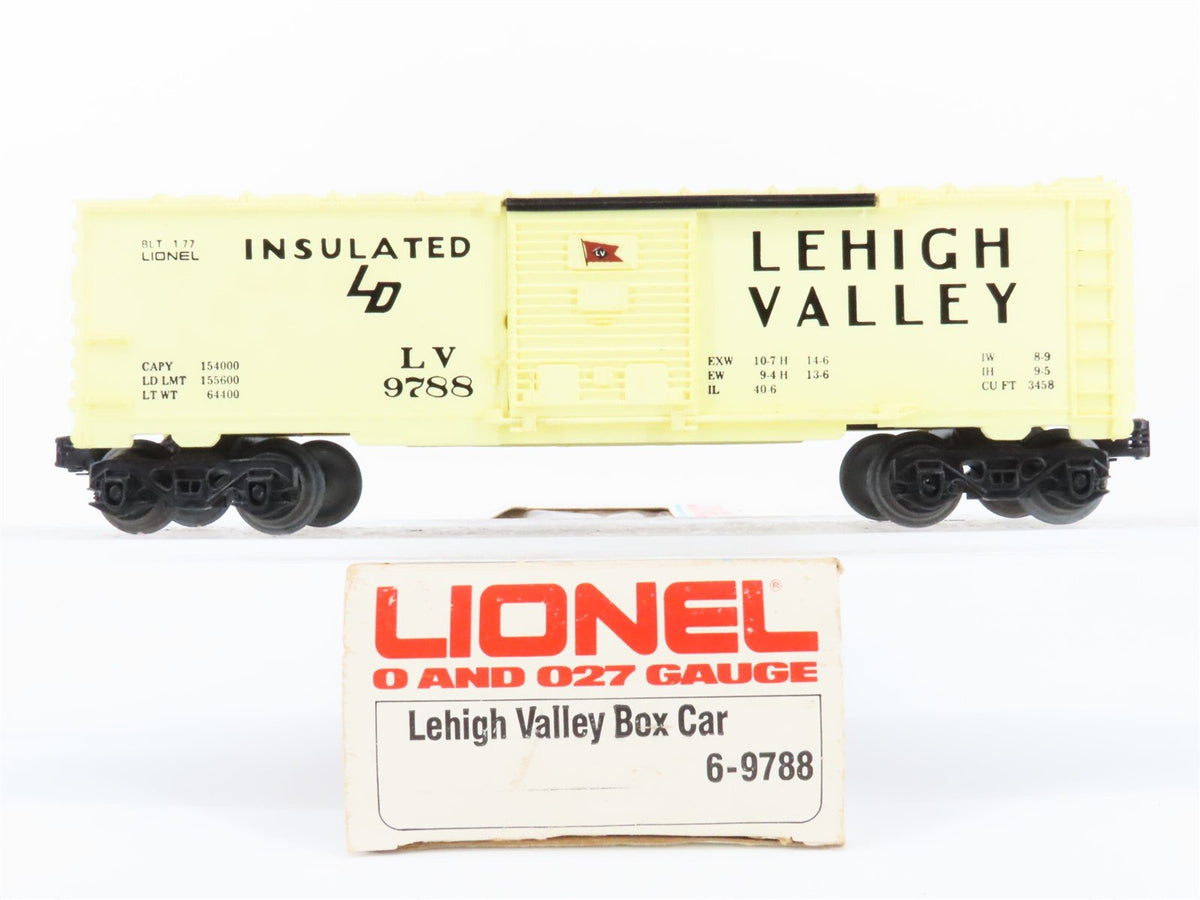 BLT 1 77
LIONEL
INSULATED
LD
CAPY 154000
LD LMT 155600
LT WT 64400
L V
9788
LV
LEHIGH
VALLEY
EXW 10-7 H 14-6
EW 9-4 H 13-6
IL 40 6
IW 8-9
IH 9-5
CU FT 3458
LIONEL®
O AND O27 GAUGE
Lehigh Valley Box Car
6-9788